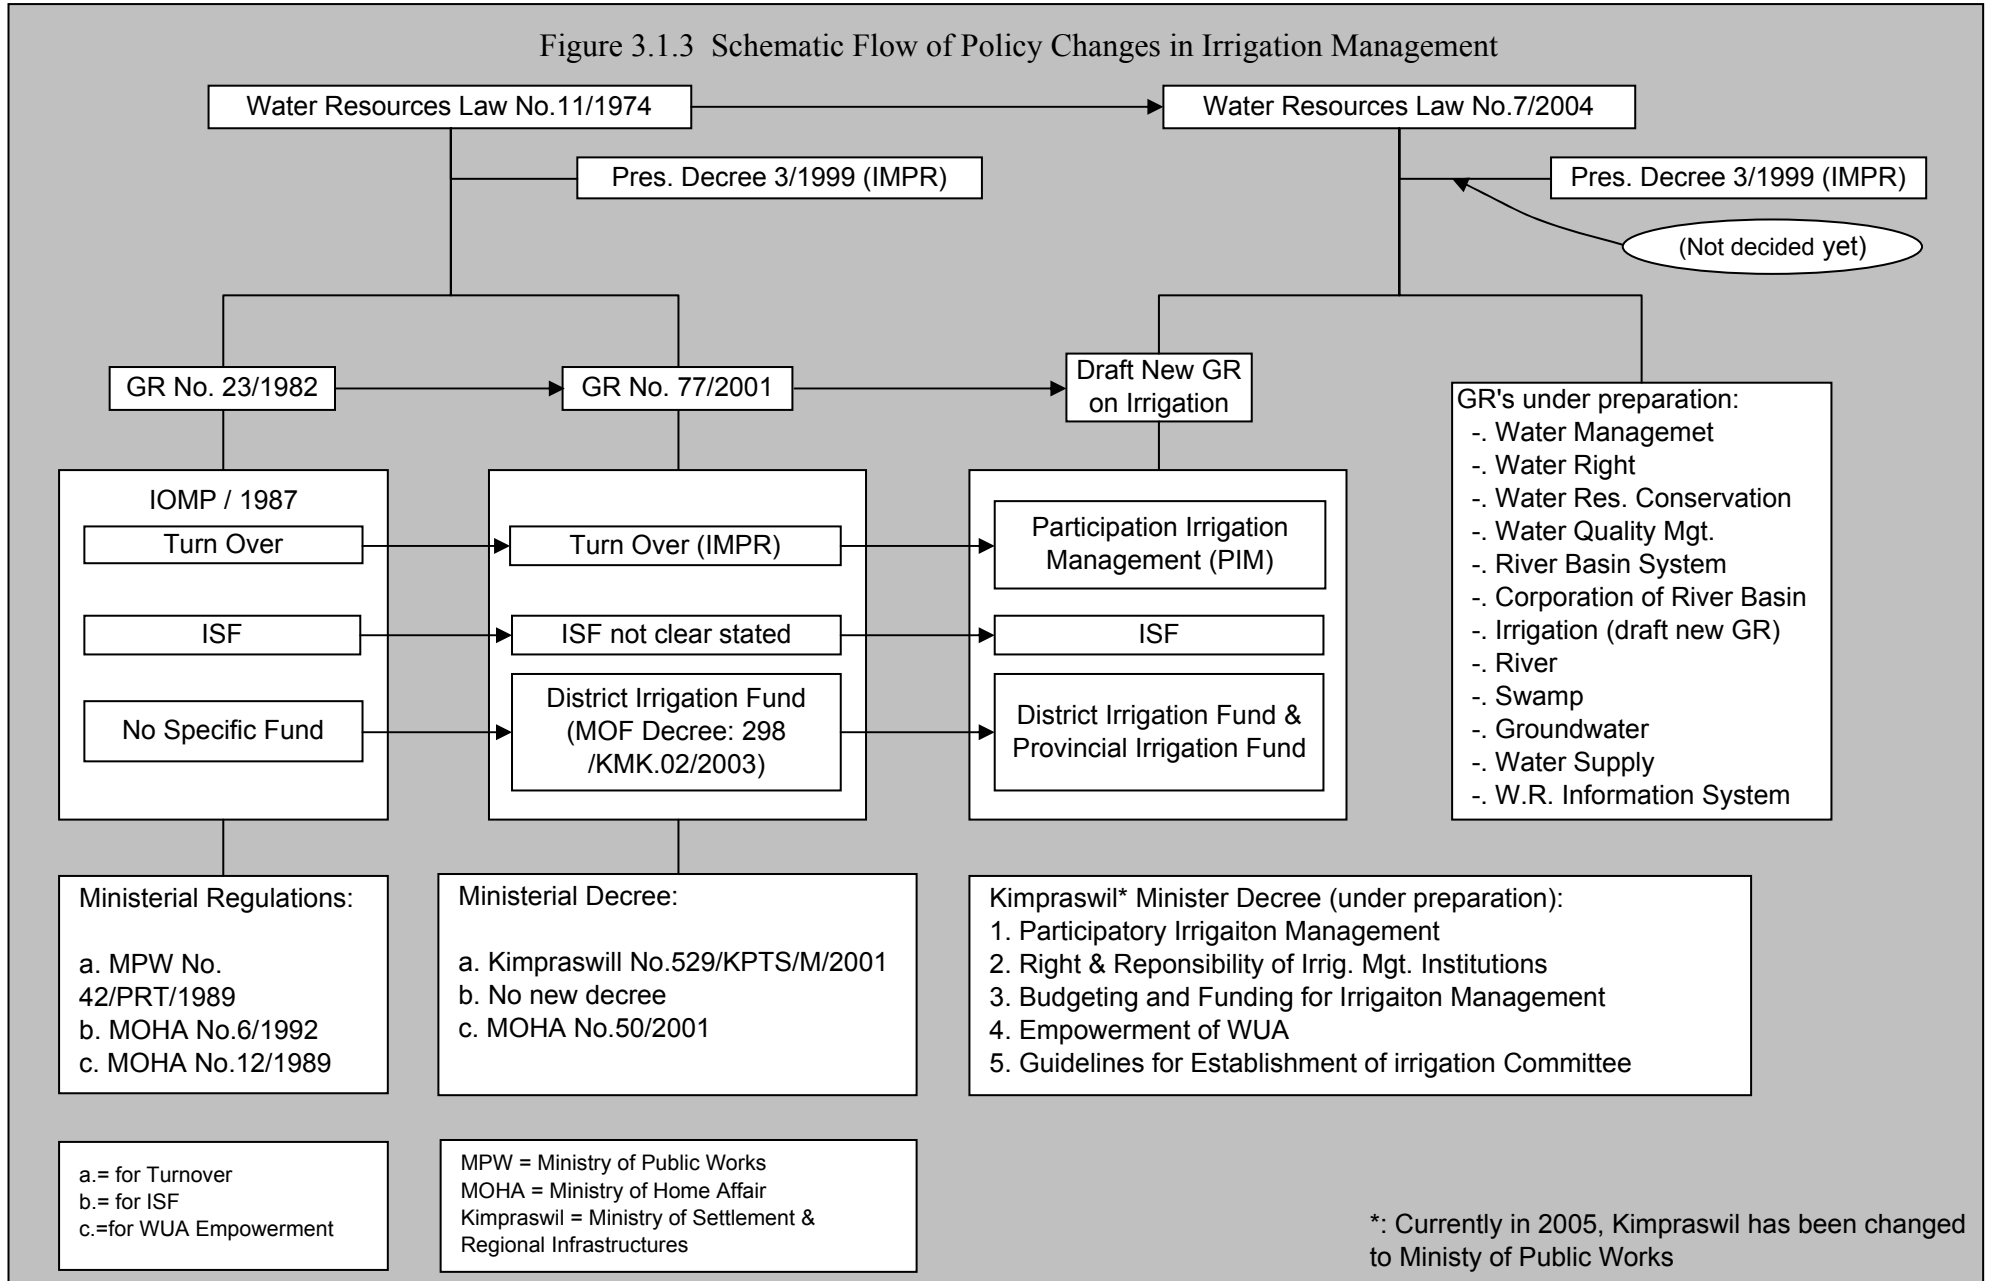 Figure 3.1.3 Schematic Flow of Policy Changes in Irrigation Management
Water Resources Law No.11/1974
Water Resources Law No.7/2004
Pres. Decree 3/1999 (IMPR)
Pres. Decree 3/1999 (IMPR)
(Not decided yet)
GR No. 23/1982
GR No. 77/2001
Draft New GR
on Irrigation
GR's under preparation:
-. Water Managemet
-. Water Right
-. Water Res. Conservation
-. Water Quality Mgt.
-. River Basin System
-. Corporation of River Basin
-. Irrigation (draft new GR)
-. River
-. Swamp
-. Groundwater
-. Water Supply
-. W.R. Information System
IOMP / 1987
Turn Over
Turn Over (IMPR)
Participation Irrigation
Management (PIM)
ISF
ISF not clear stated
ISF
No Specific Fund
District Irrigation Fund
(MOF Decree: 298
/KMK.02/2003)
District Irrigation Fund &
Provincial Irrigation Fund
Ministerial Regulations:
a. MPW No.
42/PRT/1989
b. MOHA No.6/1992
c. MOHA No.12/1989
Ministerial Decree:
a. Kimpraswill No.529/KPTS/M/2001
b. No new decree
c. MOHA No.50/2001
Kimpraswil* Minister Decree (under preparation):
1. Participatory Irrigaiton Management
2. Right & Reponsibility of Irrig. Mgt. Institutions
3. Budgeting and Funding for Irrigaiton Management
4. Empowerment of WUA
5. Guidelines for Establishment of irrigation Committee
a.= for Turnover
b.= for ISF
c.=for WUA Empowerment
MPW = Ministry of Public Works
MOHA = Ministry of Home Affair
Kimpraswil = Ministry of Settlement &
Regional Infrastructures
*: Currently in 2005, Kimpraswil has been changed
to Ministy of Public Works